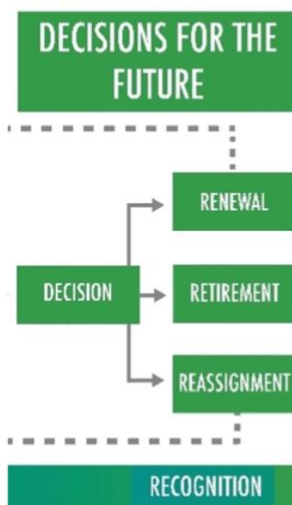 DECISIONS FOR THE
FUTURE
RENEWAL
DECISION
RETIREMENT
REASSIGNMENT
RECOGNITION